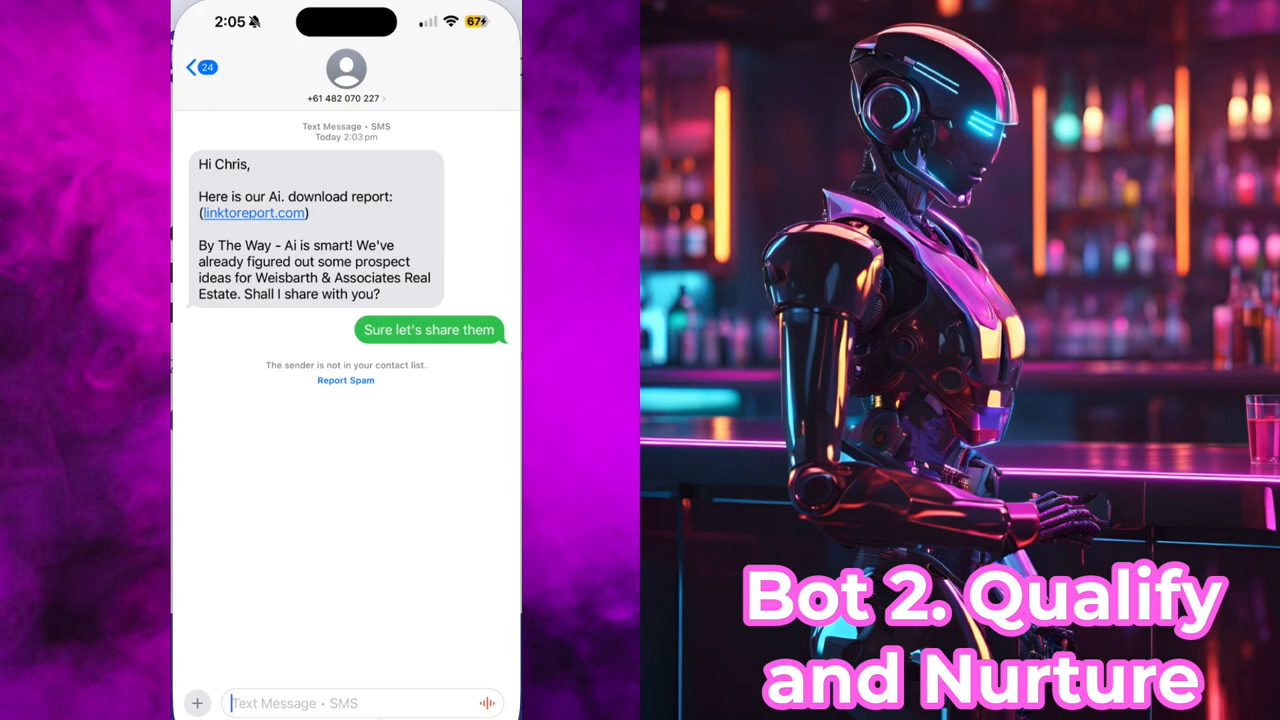 2:05
67
24
+61 482 070 227
Text Message • SMS
Today 2:03 pm
Hi Chris,
Here is our Ai. download report:
(linktoreport.com)
By The Way - Ai is smart! We've
already figured out some prospect
ideas for Weisbarth & Associates Real
Estate. Shall I share with you?
Sure let's share them
The sender is not in your contact list.
Report Spam
Text Message • SMS
Bot 2. Qualify
and Nurture